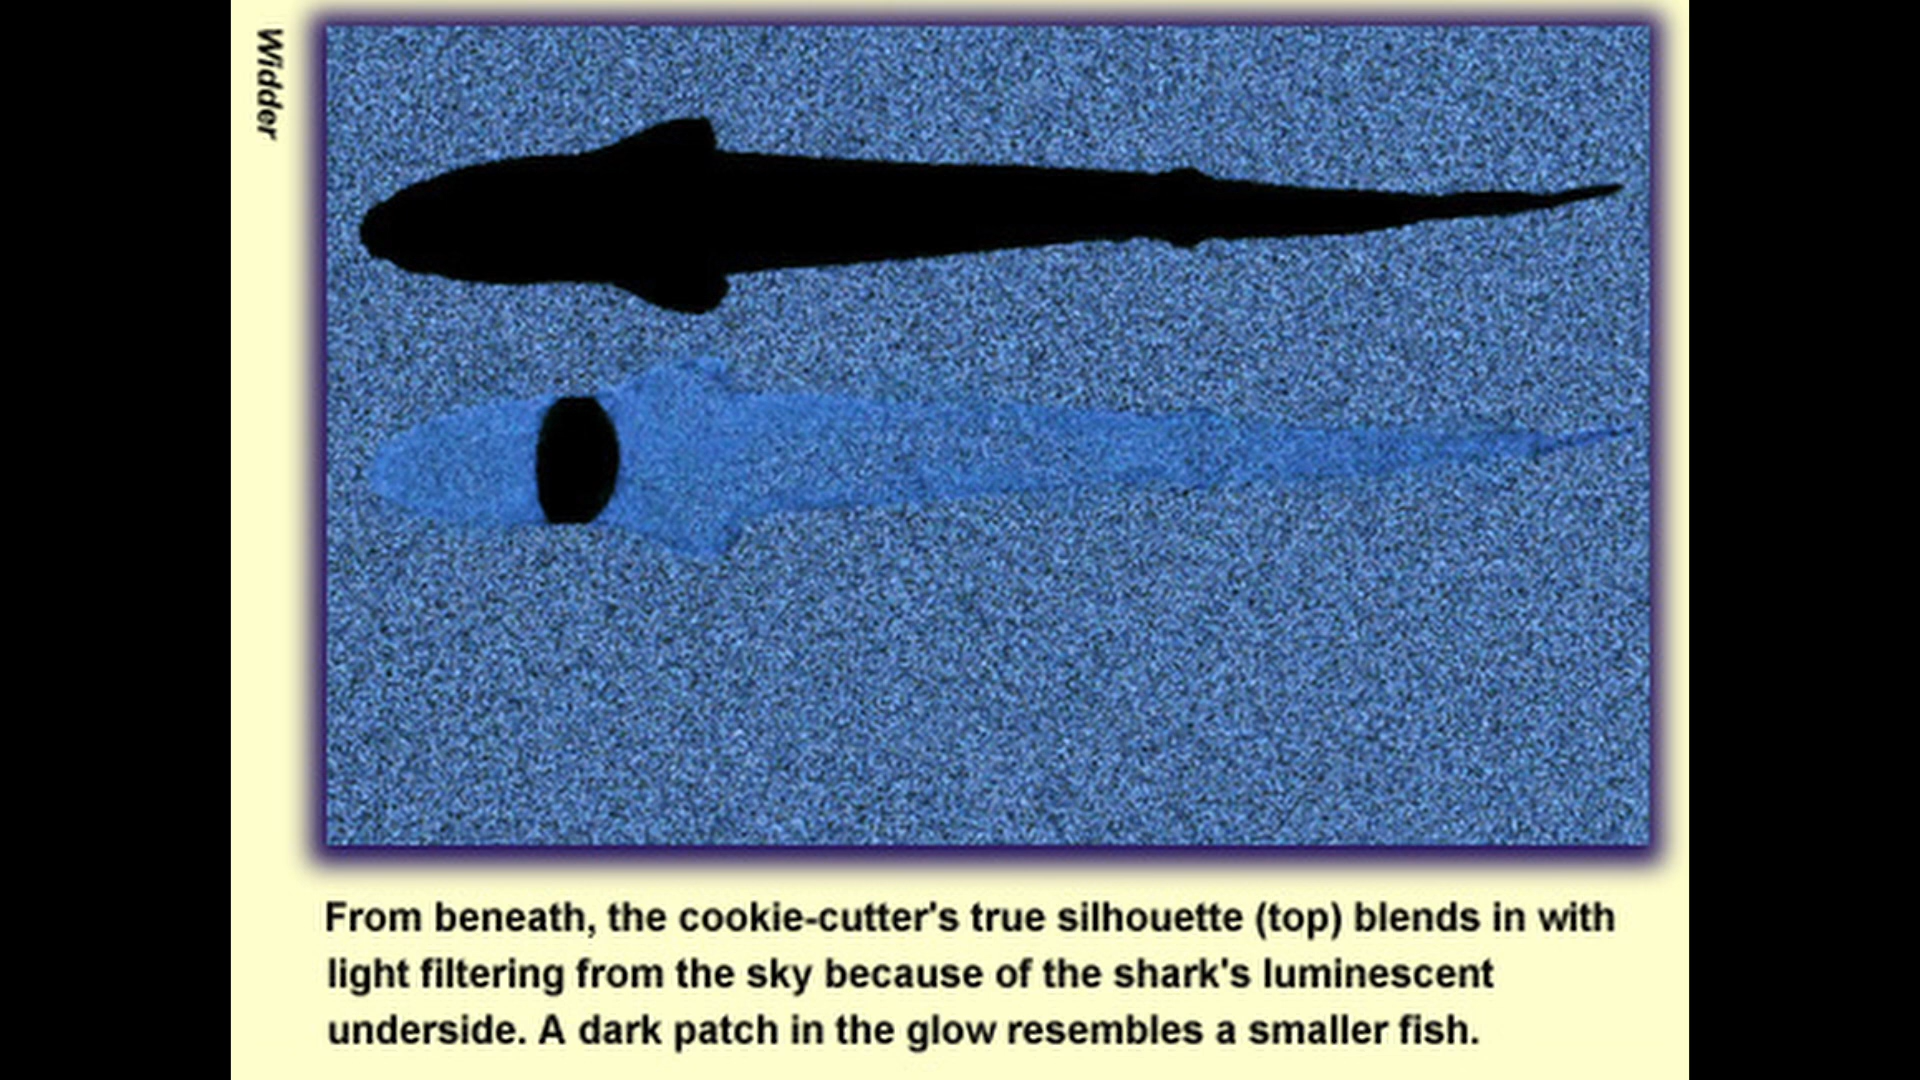 Widder
From beneath, the cookie-cutter's true silhouette (top) blends in with
light filtering from the sky because of the shark's luminescent
underside. A dark patch in the glow resembles a smaller fish.